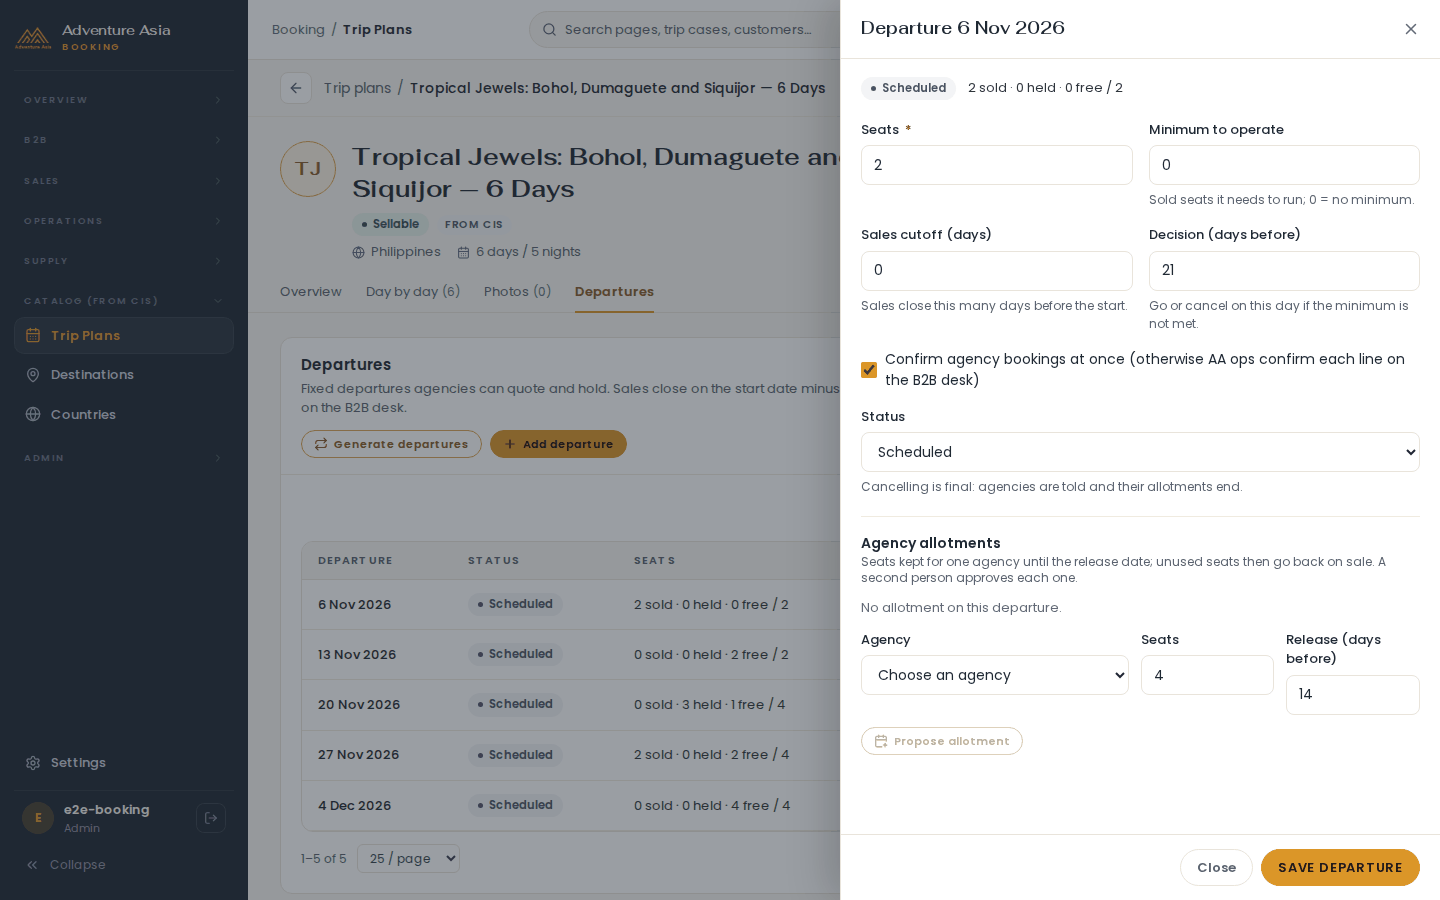 Adventure Asia
BOOKING
OVERVIEW
B2B
SALES
OPERATIONS
SUPPLY
CATALOG (FROM CIS)
Trip Plans
Destinations
Countries
ADMIN
Settings
E
e2e-booking
Admin
Collapse
Booking / Trip Plans
Search pages, trip cases, customers...
Trip plans / Tropical Jewels: Bohol, Dumaguete and Siquijor — 6 Days
TJ
Tropical Jewels: Bohol, Dumaguete and
Siquijor — 6 Days
Sellable FROM CIS
Philippines 6 days / 5 nights
Overview Day by day (6) Photos (0) Departures
Departures
Fixed departures agencies can quote and hold. Sales close on the start date minus
on the B2B desk.
Generate departures Add departure
DEPARTURE STATUS SEATS
6 Nov 2026 Scheduled 2 sold · 0 held · 0 free / 2
13 Nov 2026 Scheduled 0 sold · 0 held · 2 free / 2
20 Nov 2026 Scheduled 0 sold · 3 held · 1 free / 4
27 Nov 2026 Scheduled 2 sold · 0 held · 2 free / 4
4 Dec 2026 Scheduled 0 sold · 0 held · 4 free / 4
1–5 of 5 25 / page
Departure 6 Nov 2026
Scheduled 2 sold · 0 held · 0 free / 2
Seats * Minimum to operate
2 0
Sold seats it needs to run; 0 = no minimum.
Sales cutoff (days) Decision (days before)
0 21
Sales close this many days before the start. Go or cancel on this day if the minimum is
not met.
Confirm agency bookings at once (otherwise AA ops confirm each line on
the B2B desk)
Status
Scheduled
Cancelling is final: agencies are told and their allotments end.
Agency allotments
Seats kept for one agency until the release date; unused seats then go back on sale. A
second person approves each one.
No allotment on this departure.
Agency Seats Release (days
before)
Choose an agency 4 14
Propose allotment
Close SAVE DEPARTURE